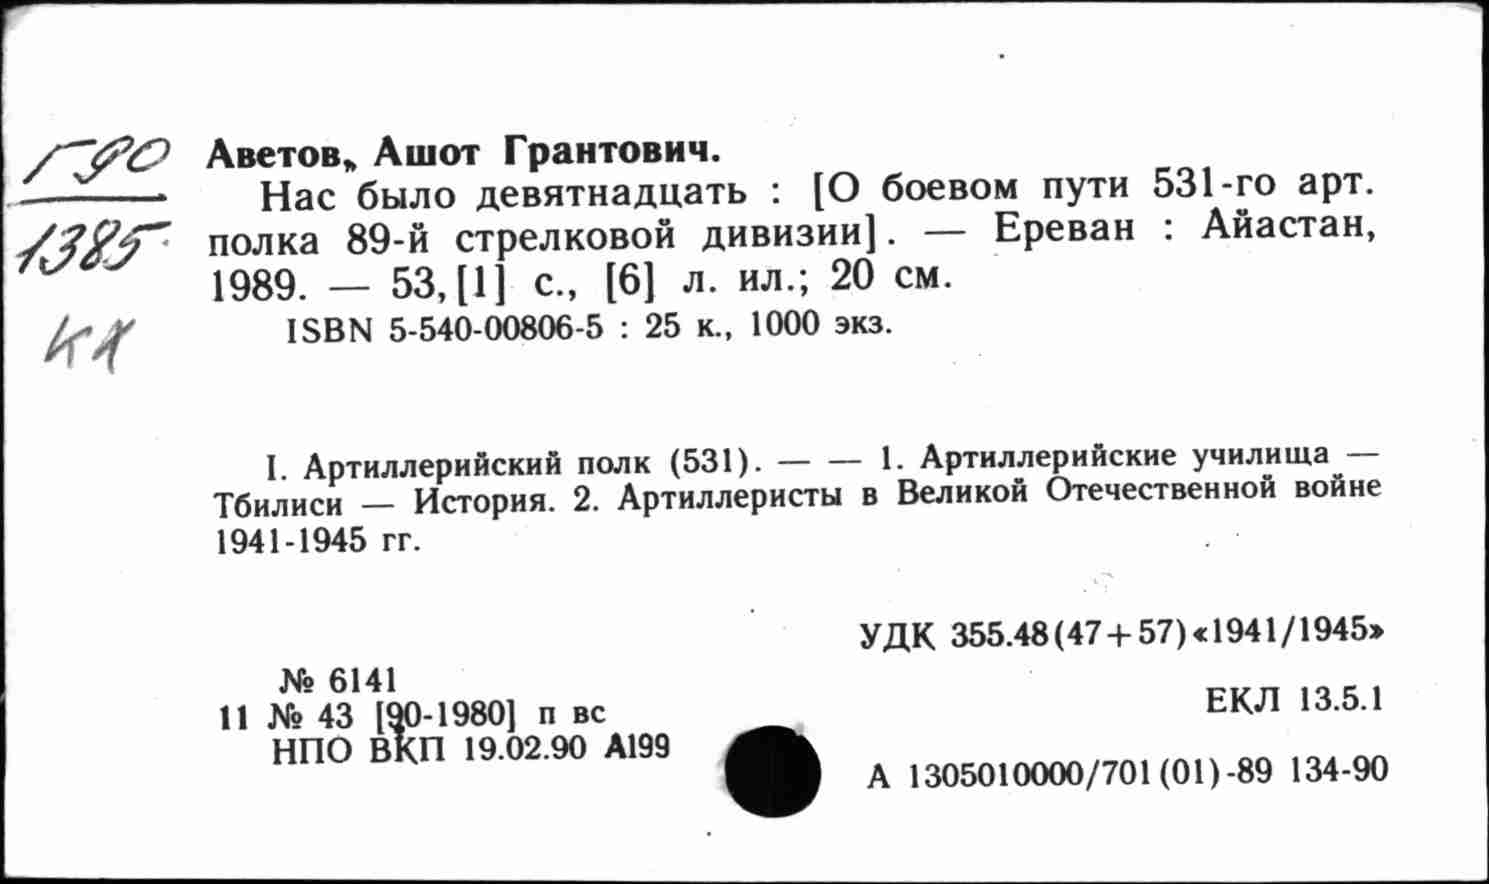 Г90
1385
КХ
Аветов, Ашот Грантович.
Нас было девятнадцать : [О боевом пути 531-го арт.
полка 89-й стрелковой дивизии]. — Ереван : Айастан,
1989. — 53,[1] с., [6] л. ил.; 20 см.
ISBN 5-540-00806-5 : 25 к., 1000 экз.
I. Артиллерийский полк (531). — — 1. Артиллерийские училища —
Тбилиси — История. 2. Артиллеристы в Великой Отечественной войне
1941-1945 гг.
УДК 355.48(47+57)«1941/1945»
№ 6141
11 № 43 [90-1980] п вс
НПО ВКП 19.02.90 А199
ЕКЛ 13.5.1
А 1305010000/701(01)-89 134-90